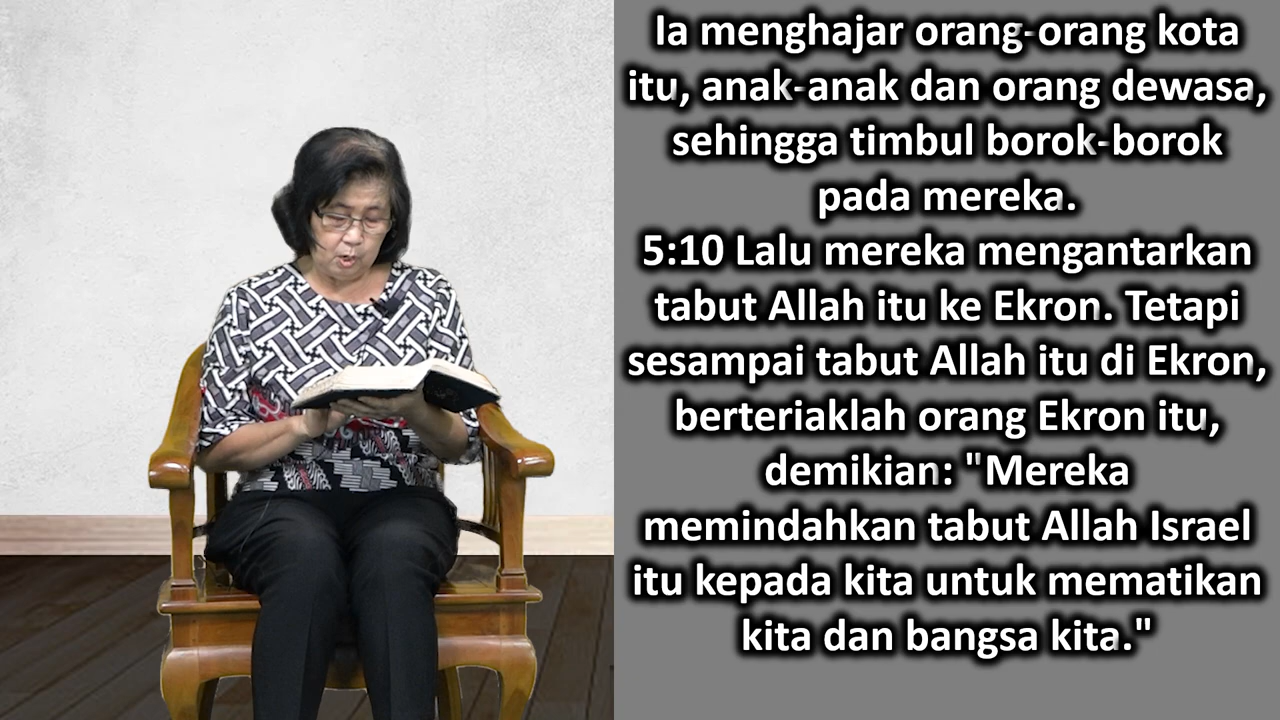 Ia menghajar orang-orang kota
itu, anak-anak dan orang dewasa,
sehingga timbul borok-borok
pada mereka.
5:10 Lalu mereka mengantarkan
tabut Allah itu ke Ekron. Tetapi
sesampai tabut Allah itu di Ekron,
berteriaklah orang Ekron itu,
demikian: "Mereka
memindahkan tabut Allah Israel
itu kepada kita untuk mematikan
kita dan bangsa kita."